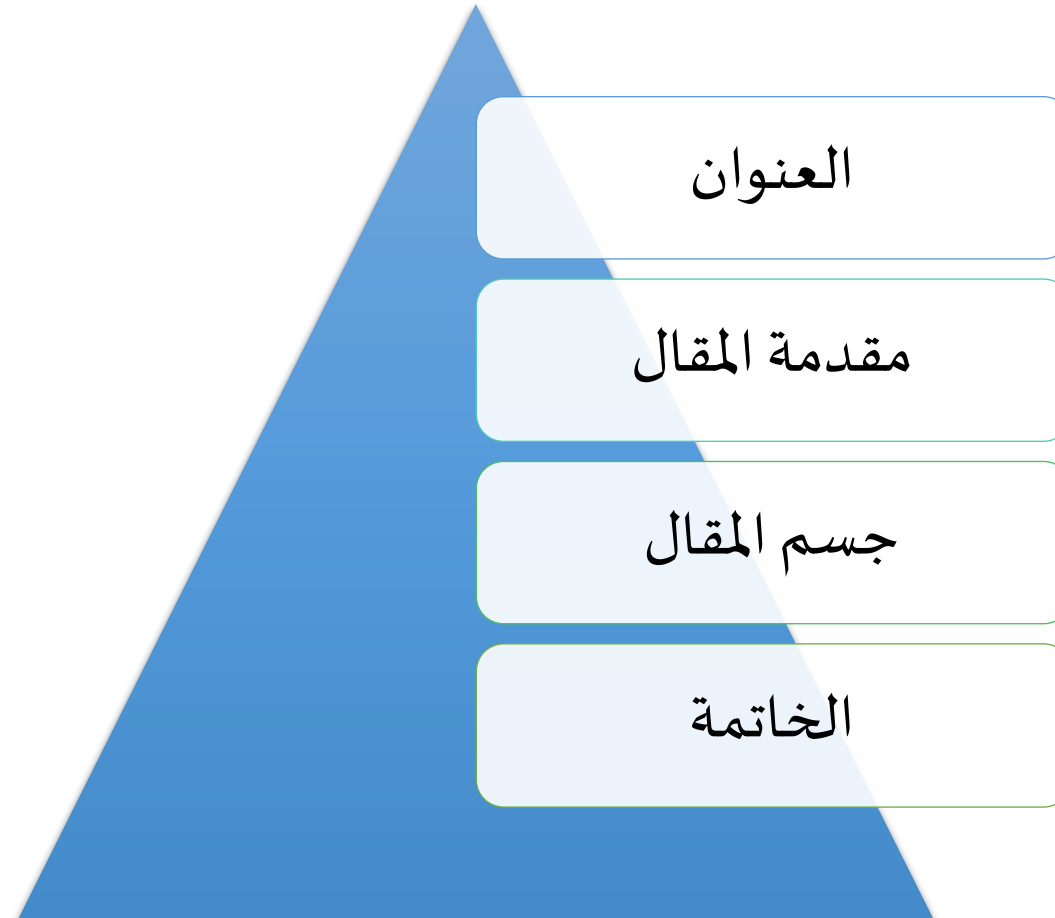 العنوان
مقدمة المقال
جسم المقال
الخاتمة